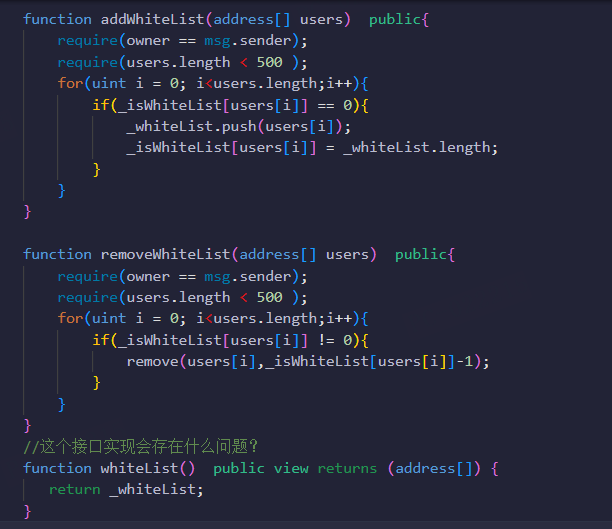 function addWhiteList(address[] users)  public{
    require(owner == msg.sender);
    require(users.length < 500 );
    for(uint i = 0; i<users.length;i++){
        if(_isWhiteList[users[i]] == 0){
            _whiteList.push(users[i]);
            _isWhiteList[users[i]] = _whiteList.length;
        }
    }
}

function removeWhiteList(address[] users)  public{
    require(owner == msg.sender);
    require(users.length < 500 );
    for(uint i = 0; i<users.length;i++){
        if(_isWhiteList[users[i]] != 0){
            remove(users[i],_isWhiteList[users[i]]-1);
        }
    }
}
//这个接口实现会存在什么问题？
function whiteList()  public view returns (address[]) {
   return _whiteList;
}